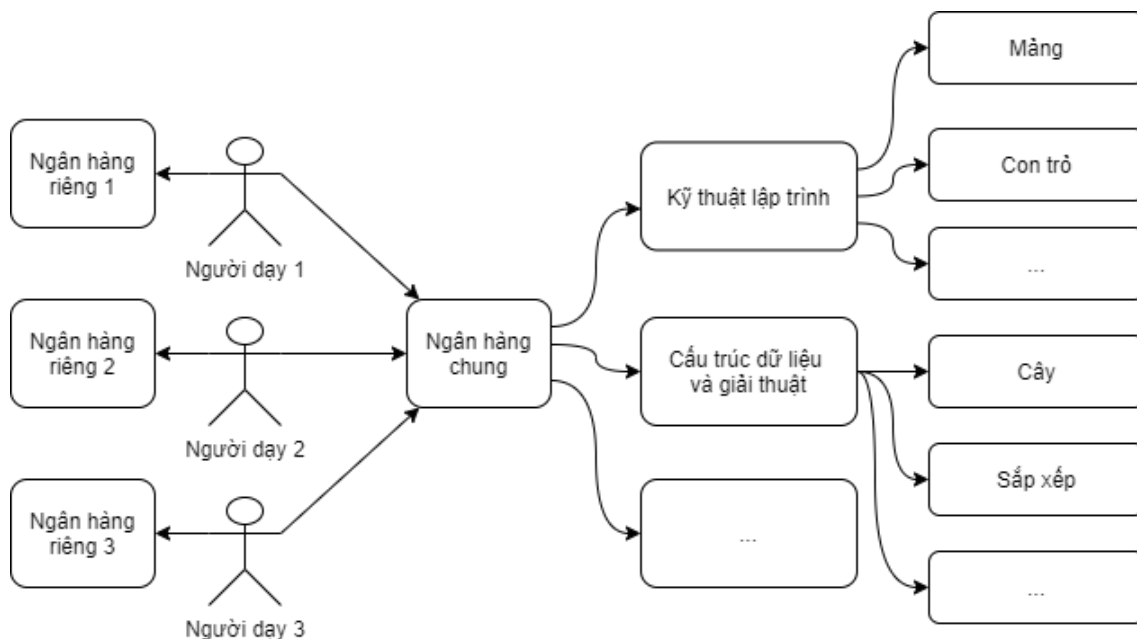 Ngân hàng
riêng 1
Người dạy 1
Ngân hàng
riêng 2
Người dạy 2
Ngân hàng
riêng 3
Người dạy 3
Ngân hàng
chung
Kỹ thuật lập trình
Cấu trúc dữ liệu
và giải thuật
...
Mảng
Con trỏ
...
Cây
Sắp xếp
...